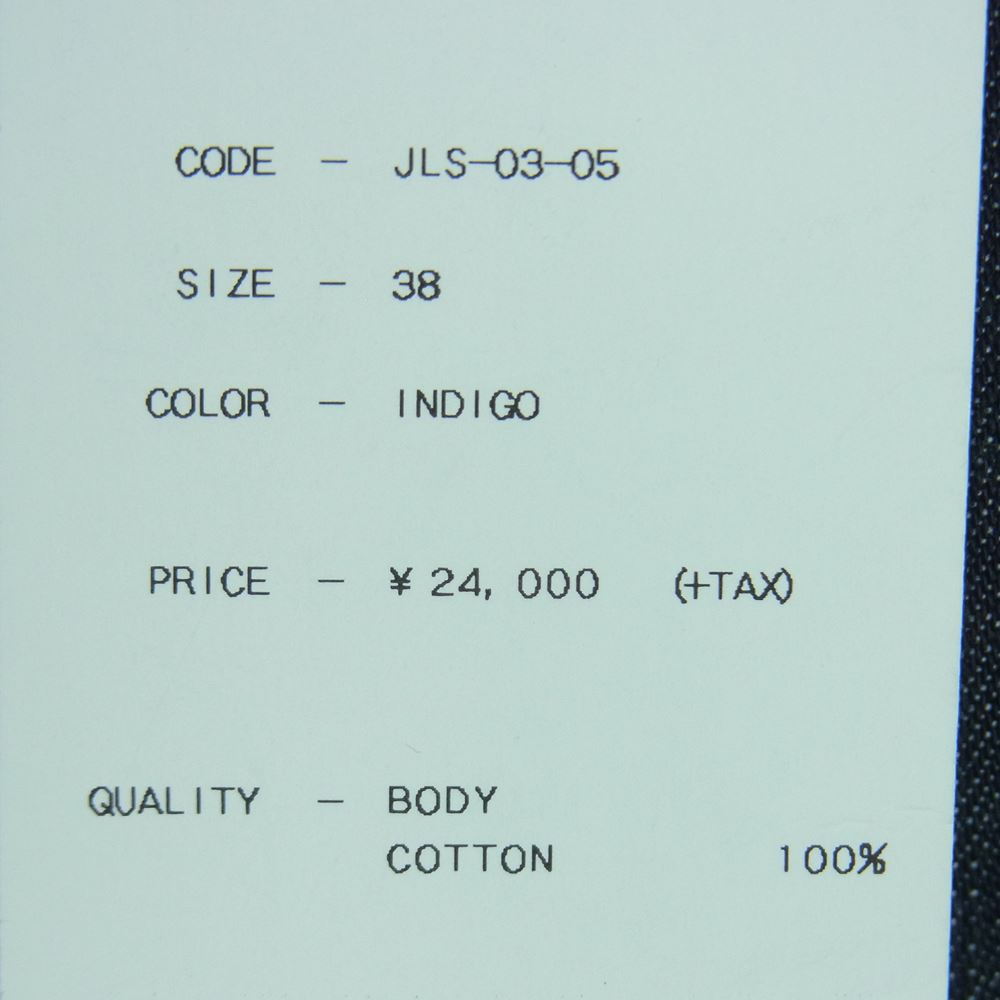 CODE - JLS-03-05
SIZE - 38
COLOR - INDIGO
PRICE - ¥ 24, 000 (+TAX)
QUALITY - BODY
COTTON 100%